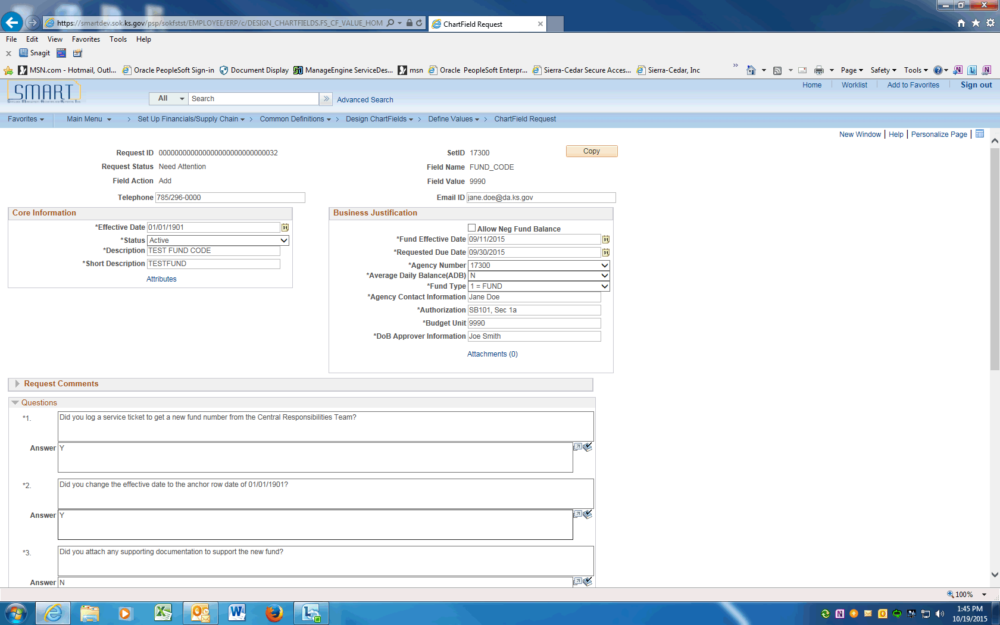 https://smartdev.sok.ks.gov/psp/sokfstst/EMPLOYEE/ERP/c/DESIGN_CHARTFIELDS.FS_CF_VALUE_HOM
ChartField Request
File Edit View Favorites Tools Help
x Snagit
MSN.com - Hotmail, Outl... Oracle PeopleSoft Sign-in Document Display ManageEngine ServiceDes... msn Oracle PeopleSoft Enterpr... Sierra-Cedar Secure Acces... Sierra-Cedar, Inc » Page Safety Tools
SMART
All Search » Advanced Search
Home Worklist Add to Favorites Sign out
Favorites Main Menu > Set Up Financials/Supply Chain > Common Definitions > Design ChartFields > Define Values > ChartField Request
New Window | Help | Personalize Page |
Request ID 000000000000000000000000000032
SetID 17300
Copy
Request Status Need Attention
Field Name FUND_CODE
Field Action Add
Field Value 9990
Telephone 785/296-0000
Email ID jane.doe@da.ks.gov
Core Information
*Effective Date 01/01/1901
*Status Active
*Description TEST FUND CODE
*Short Description TESTFUND
Attributes
Business Justification
Allow Neg Fund Balance
*Fund Effective Date 09/11/2015
*Requested Due Date 09/30/2015
*Agency Number 17300
*Average Daily Balance(ADB) N
*Fund Type 1 = FUND
*Agency Contact Information Jane Doe
*Authorization SB101, Sec 1a
*Budget Unit 9990
*DoB Approver Information Joe Smith
Attachments (0)
Request Comments
Questions
*1. Did you log a service ticket to get a new fund number from the Central Responsibilities Team?
Answer Y
*2. Did you change the effective date to the anchor row date of 01/01/1901?
Answer Y
*3. Did you attach any supporting documentation to support the new fund?
Answer N
100%
1:45 PM
10/19/2015